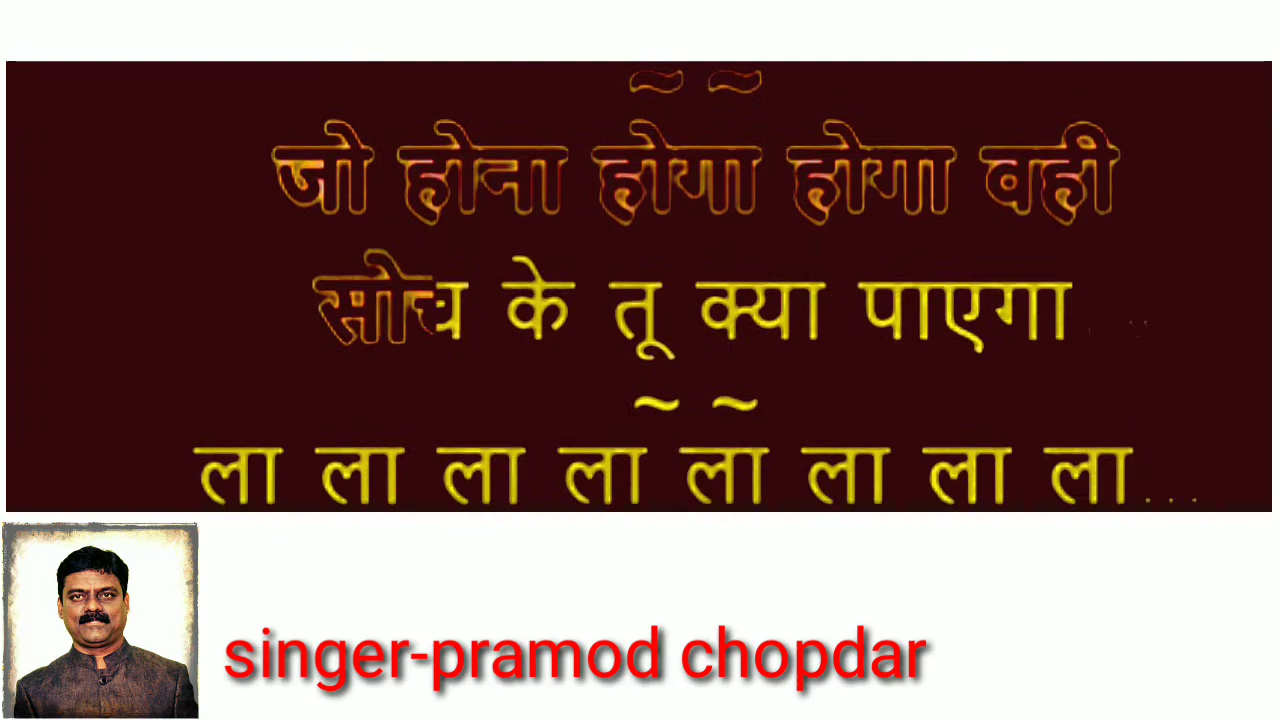 ~ ~
जो होना होगा होगा वही
सोच के तू क्या पाएगा
~ ~
ला ला ला ला ला ला ला ला...
singer-pramod chopdar